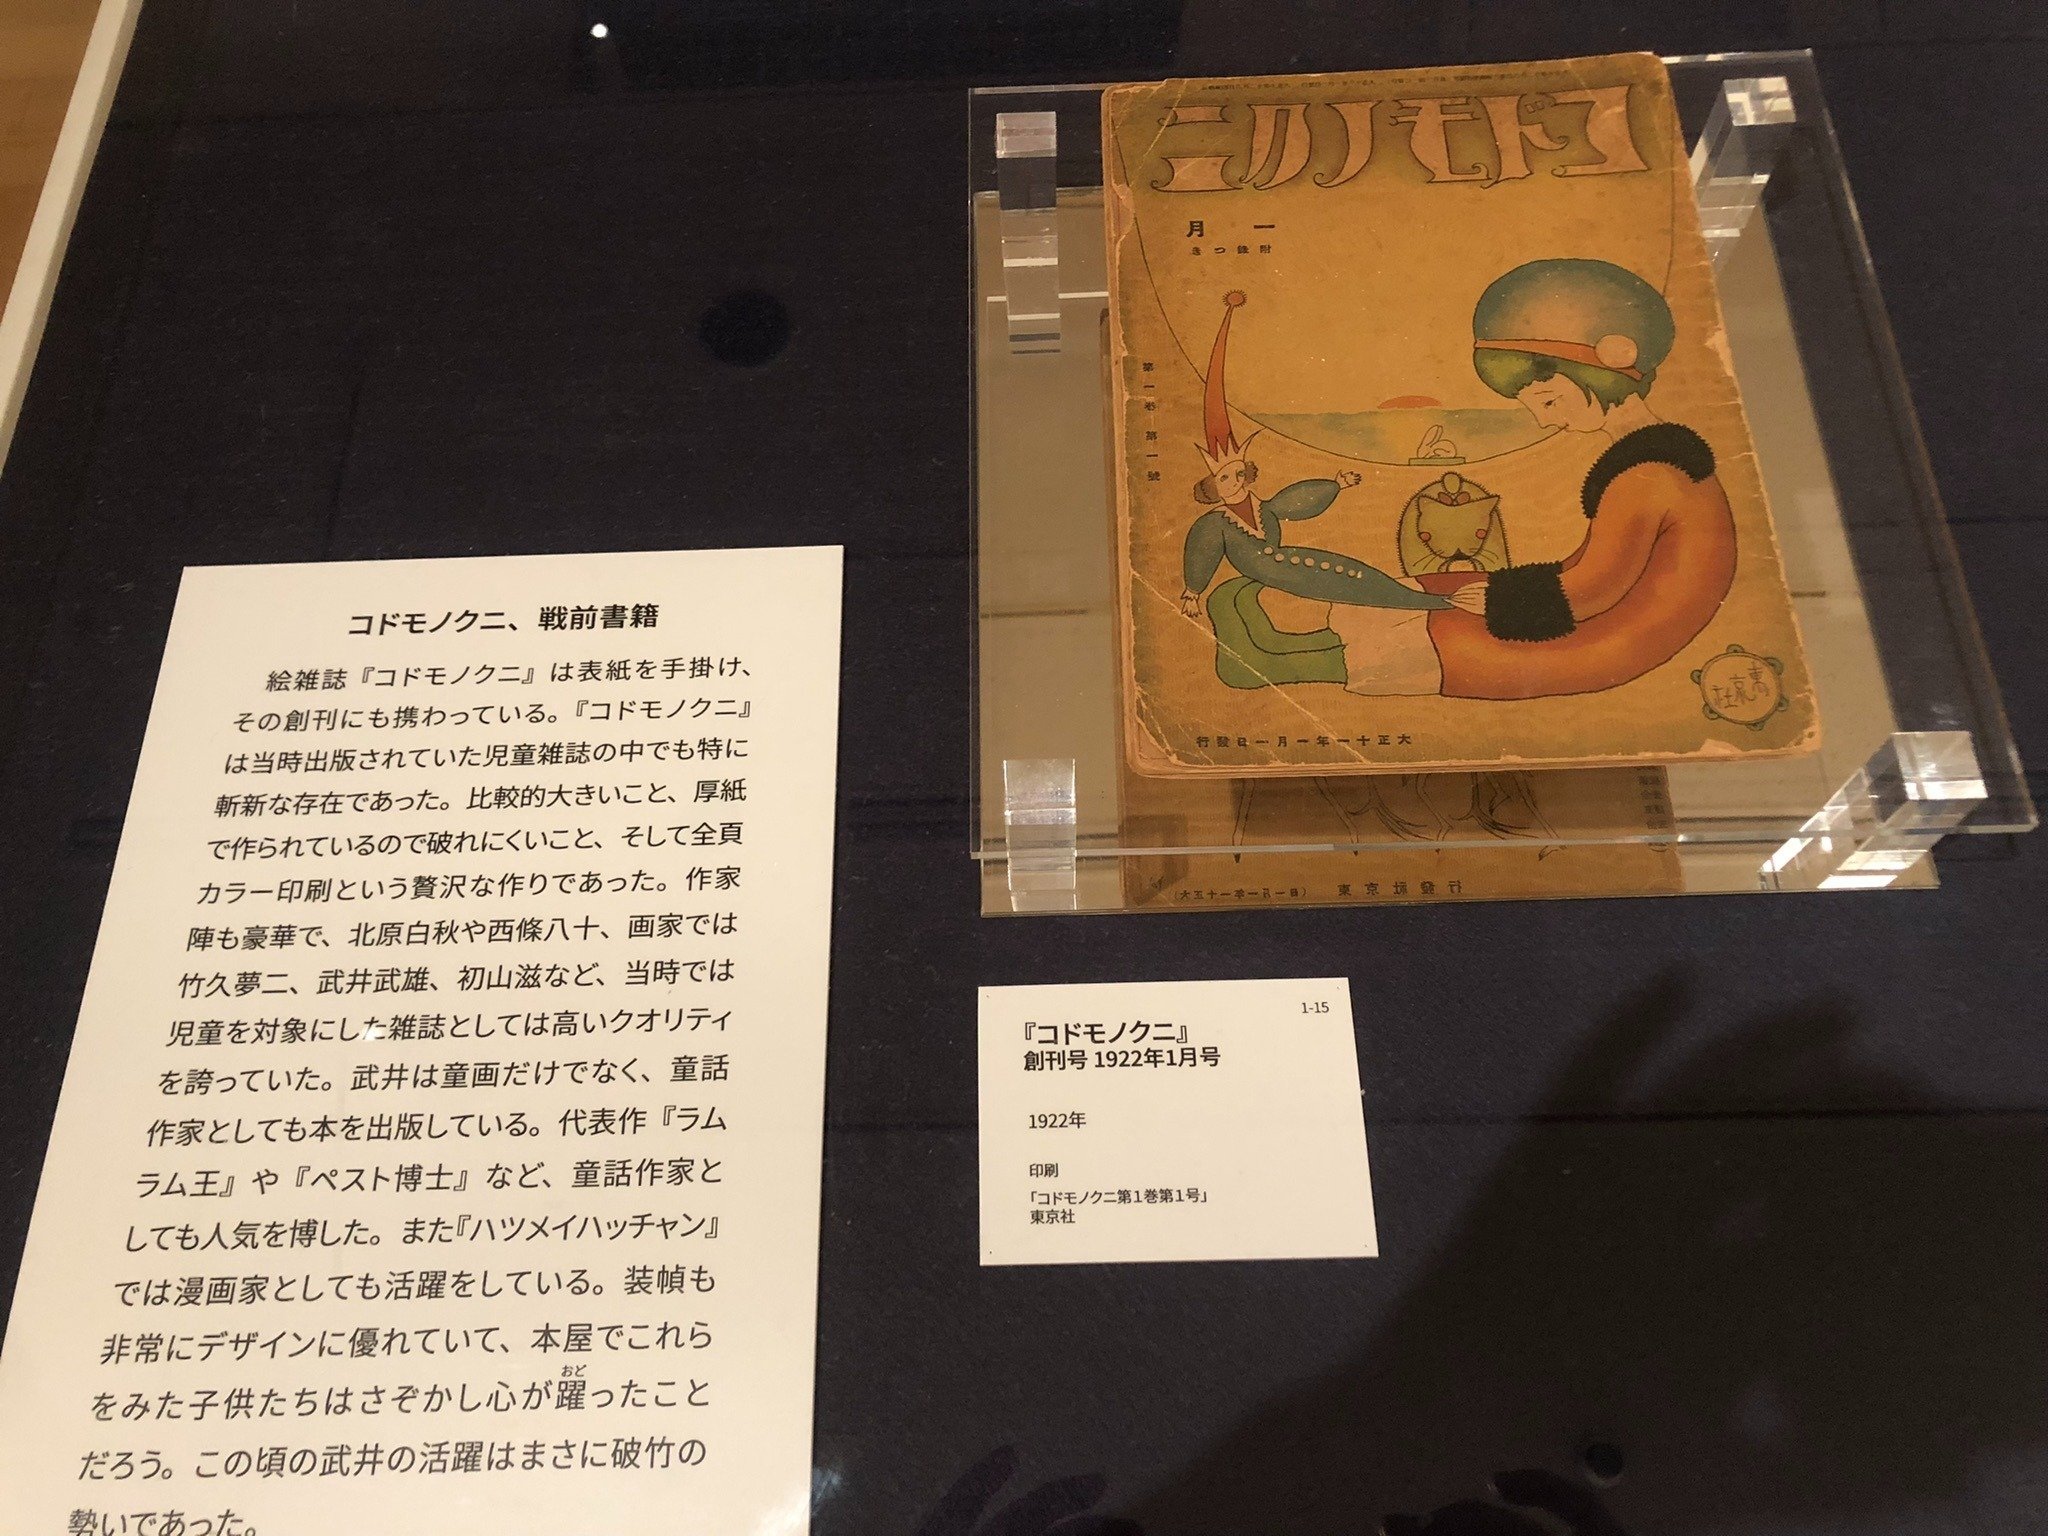 コドモノクニ、戦前書籍
絵雑誌『コドモノクニ』は表紙を手掛け、
その創刊にも携わっている。『コドモノクニ』
は当時出版されていた児童雑誌の中でも特に
斬新な存在であった。比較的大きいこと、厚紙
で作られているので破れにくいこと、そして全頁
カラー印刷という贅沢な作りであった。作家
陣も豪華で、北原白秋や西條八十、画家では
竹久夢二、武井武雄、初山滋など、当時では
児童を対象にした雑誌としては高いクオリティ
を誇っていた。武井は童画だけでなく、童話
作家としても本を出版している。代表作『ラム
ラム王』や『ペスト博士』など、童話作家と
しても人気を博した。また『ハツメイハッチャン』
では漫画家としても活躍をしている。装幀も
非常にデザインに優れていて、本屋でこれら
おど
をみた子供たちはさぞかし心が躍ったこと
だろう。この頃の武井の活躍はまさに破竹の
勢いであった。
ニクノモドコ
月一
きつ録附
第一卷第一號
社京東
行發日一月一年一十正大
行發社京東
1-15
『コドモノクニ』
創刊号 1922年1月号
1922年
印刷
「コドモノクニ第1巻第1号」
東京社